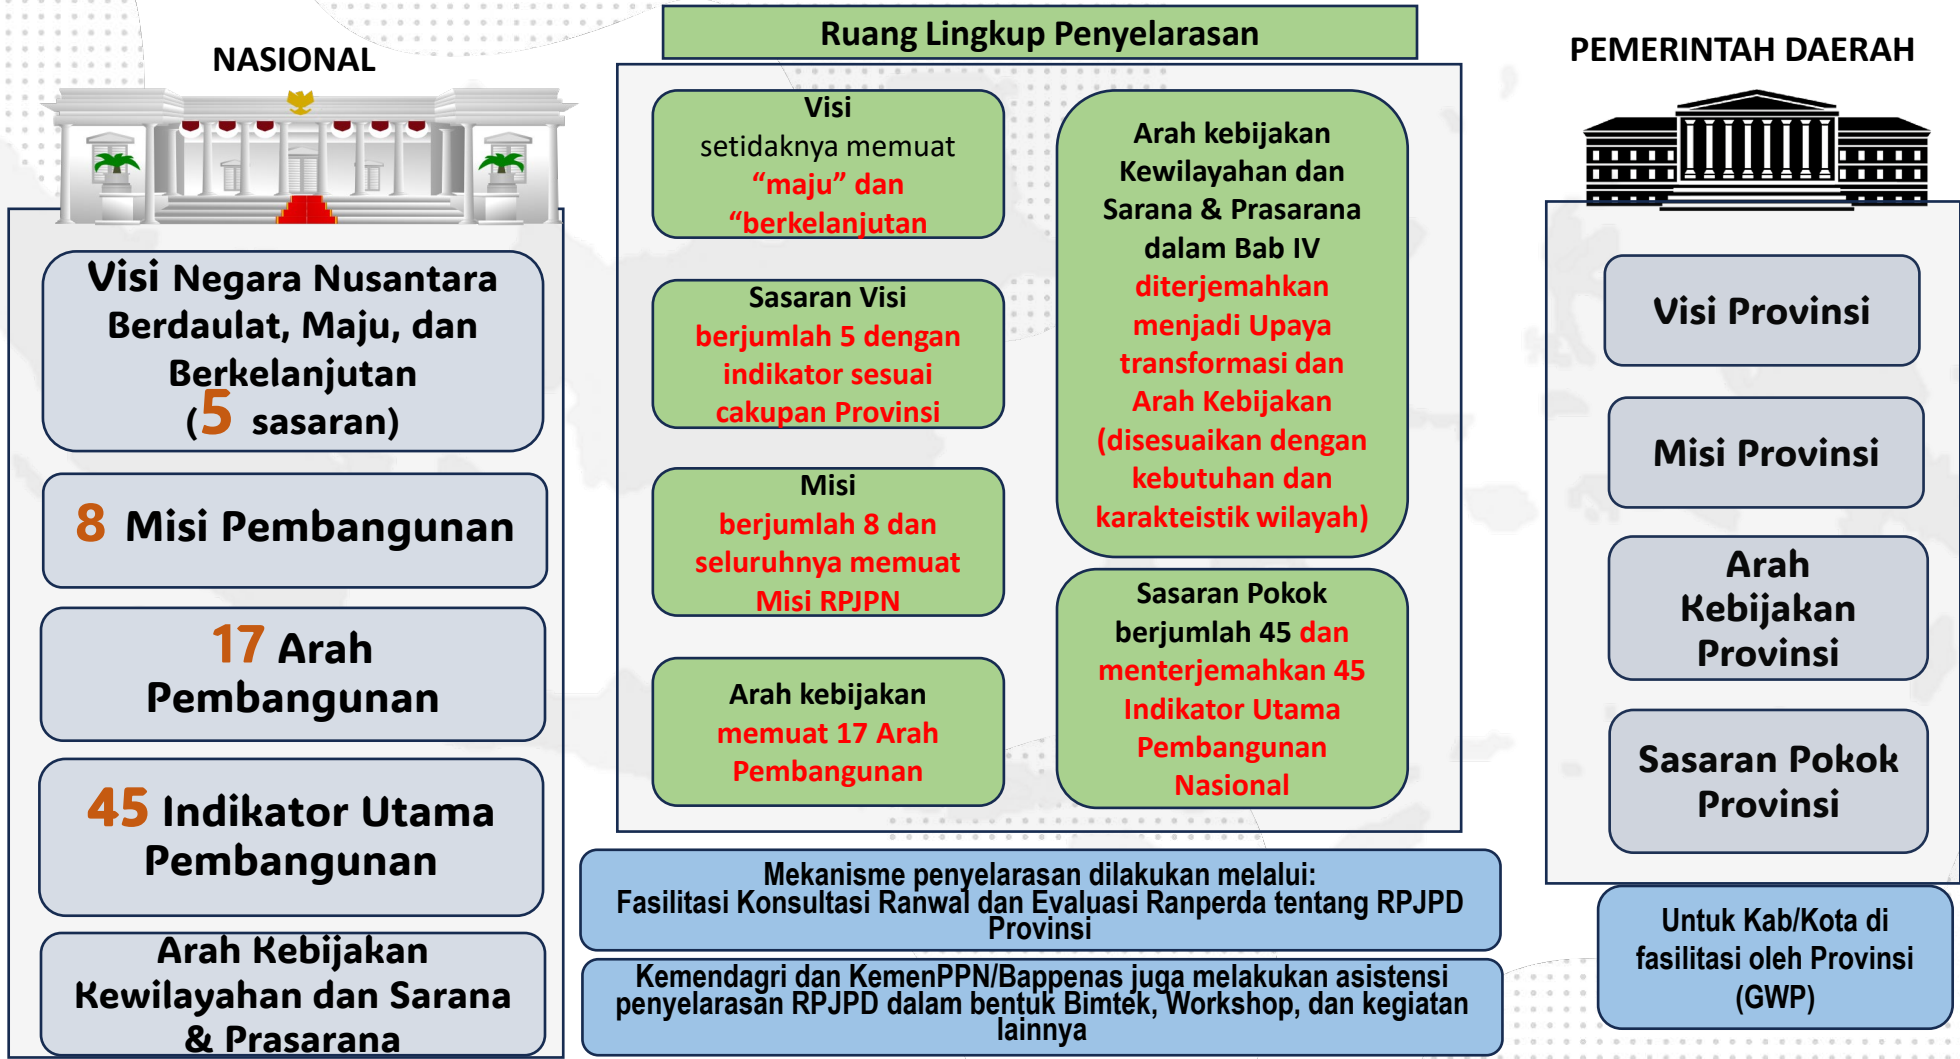 NASIONAL
Visi Negara Nusantara
Berdaulat, Maju, dan
Berkelanjutan
(5 sasaran)
8 Misi Pembangunan
17 Arah
Pembangunan
45 Indikator Utama
Pembangunan
Arah Kebijakan
Kewilayahan dan Sarana
& Prasarana
Ruang Lingkup Penyelarasan
Visi
setidaknya memuat
“maju” dan
“berkelanjutan
Sasaran Visi
berjumlah 5 dengan
indikator sesuai
cakupan Provinsi
Misi
berjumlah 8 dan
seluruhnya memuat
Misi RPJPN
Arah kebijakan
memuat 17 Arah
Pembangunan
Arah kebijakan
Kewilayahan dan
Sarana & Prasarana
dalam Bab IV
diterjemahkan
menjadi Upaya
transformasi dan
Arah Kebijakan
(disesuaikan dengan
kebutuhan dan
karakteistik wilayah)
Sasaran Pokok
berjumlah 45 dan
menterjemahkan 45
Indikator Utama
Pembangunan
Nasional
Mekanisme penyelarasan dilakukan melalui:
Fasilitasi Konsultasi Ranwal dan Evaluasi Ranperda tentang RPJPD
Provinsi
Kemendagri dan KemenPPN/Bappenas juga melakukan asistensi
penyelarasan RPJPD dalam bentuk Bimtek, Workshop, dan kegiatan
lainnya
PEMERINTAH DAERAH
Visi Provinsi
Misi Provinsi
Arah
Kebijakan
Provinsi
Sasaran Pokok
Provinsi
Untuk Kab/Kota di
fasilitasi oleh Provinsi
(GWP)